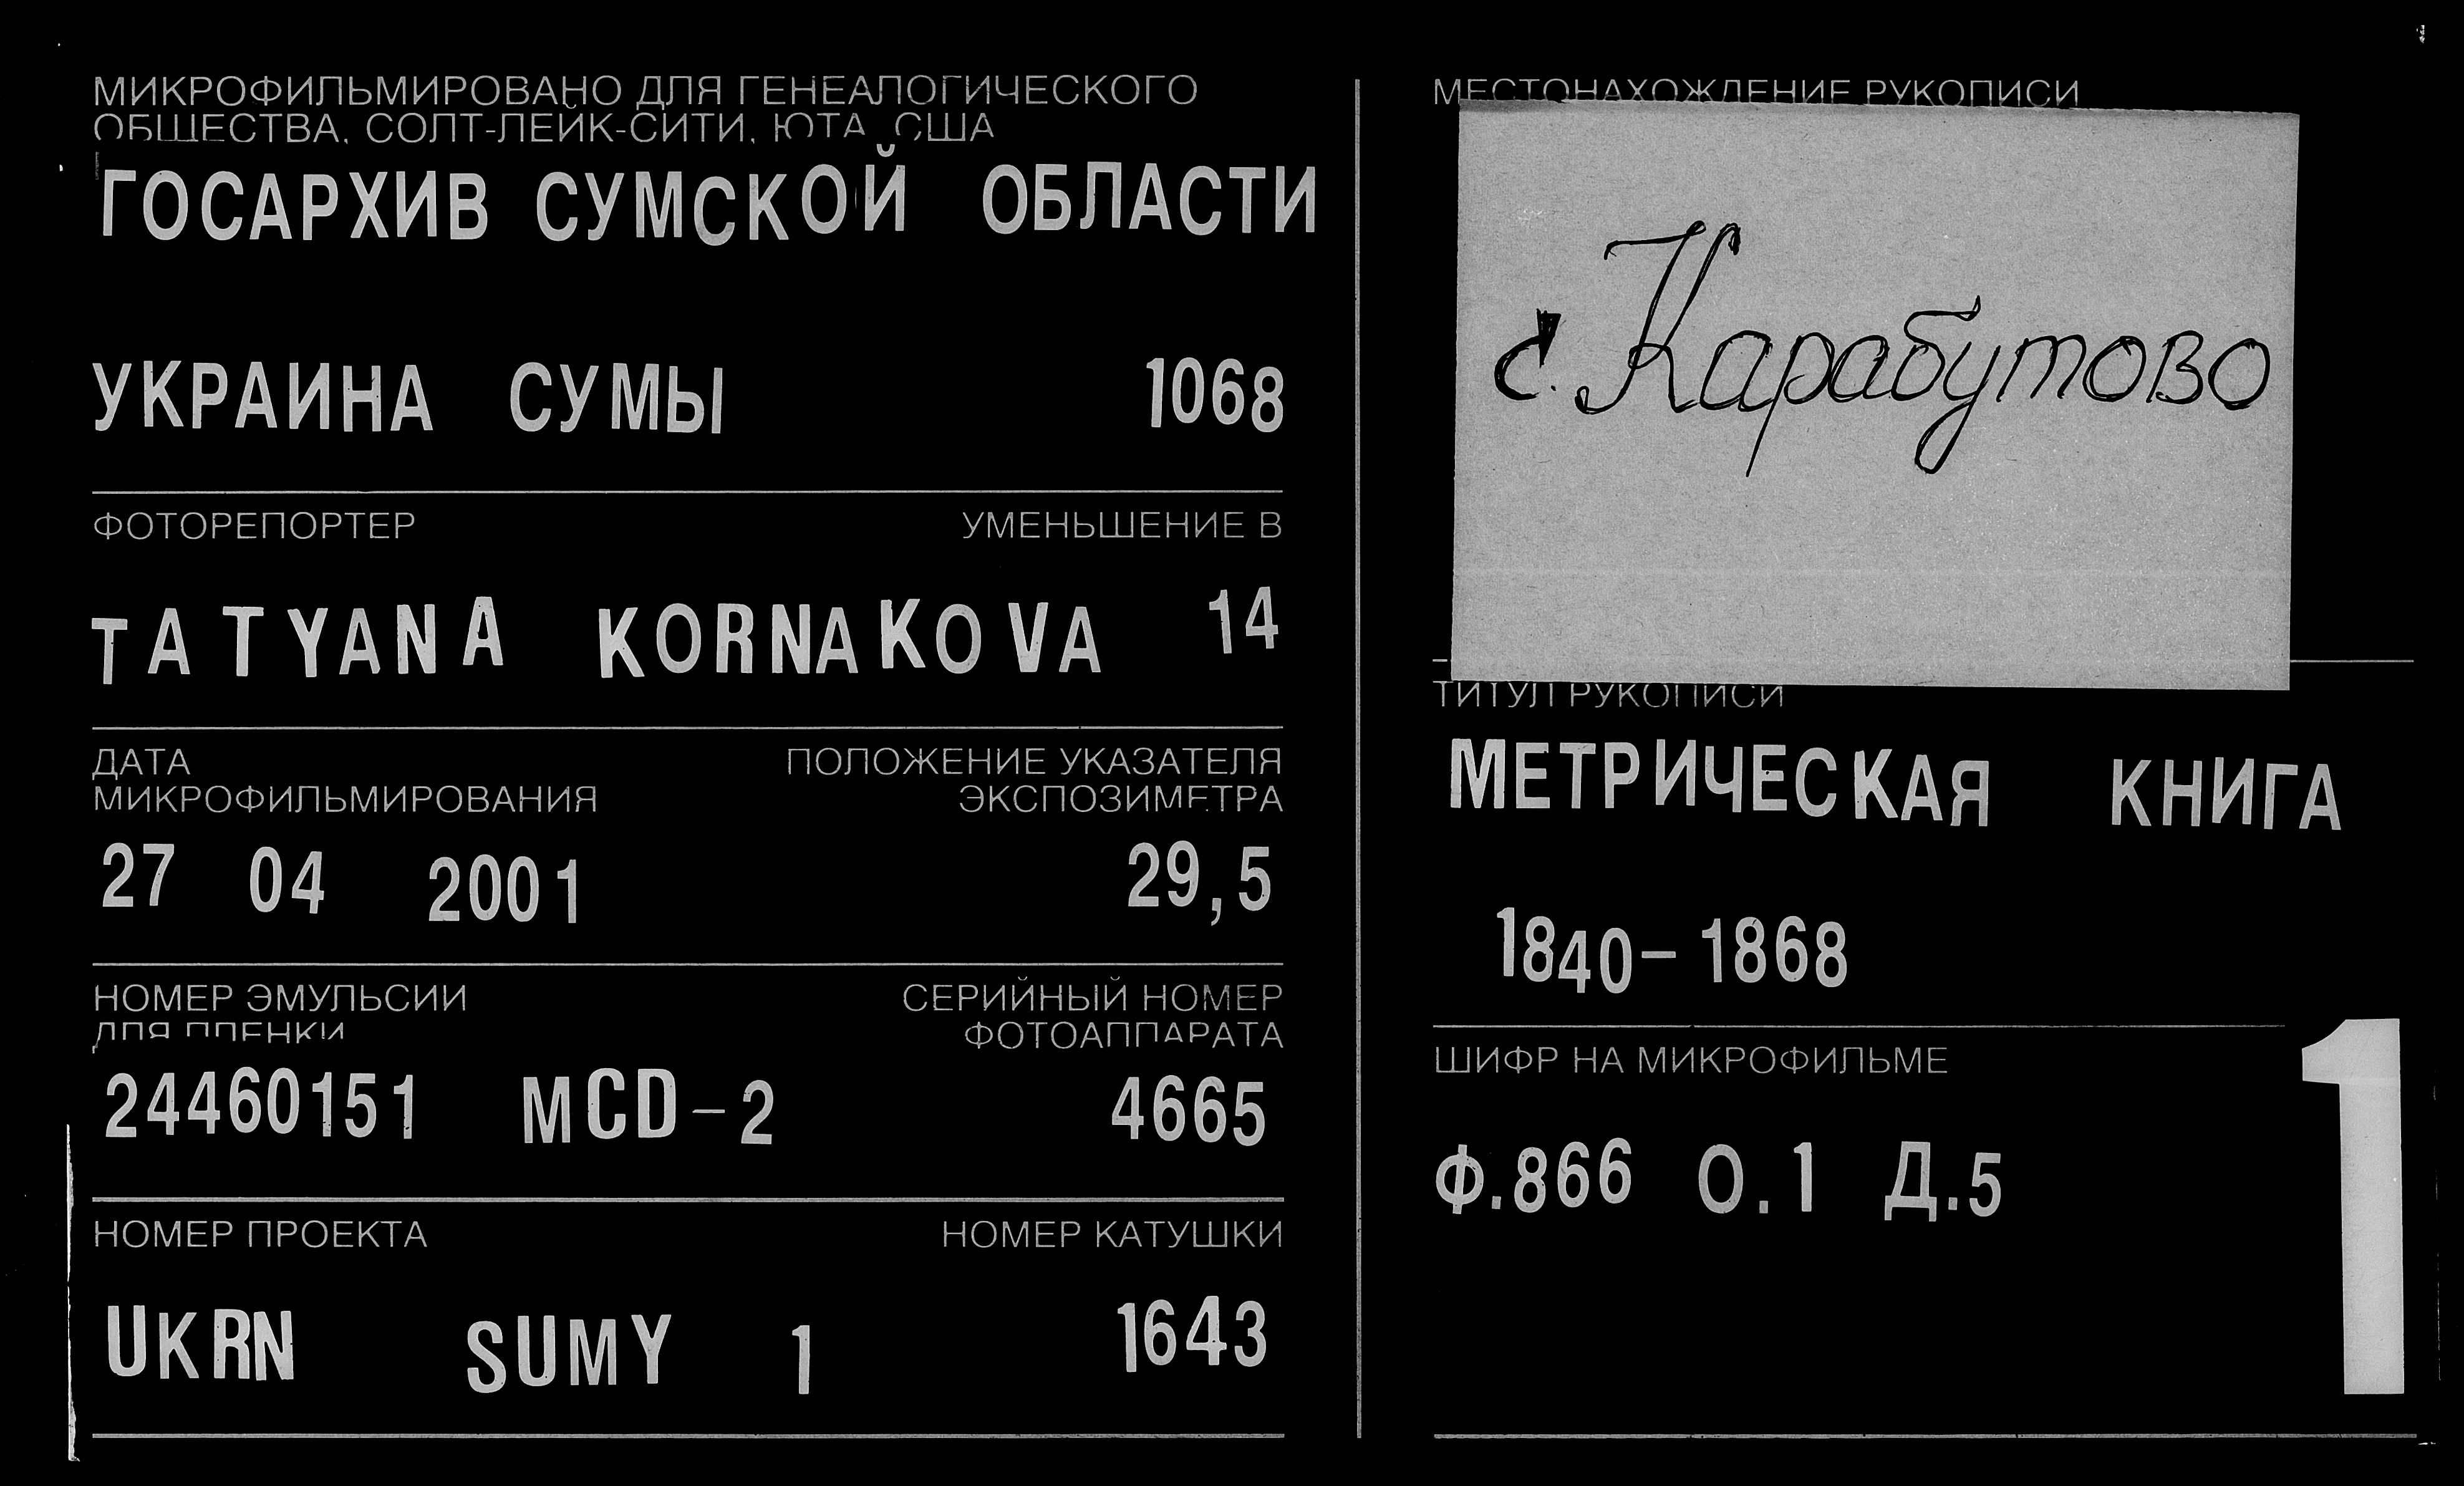 МИКРОФИЛЬМИРОВАНО ДЛЯ ГЕНЕАЛОГИЧЕСКОГО
ОБЩЕСТВА, СОЛТ-ЛЕЙК-СИТИ, ЮТА, США
ГОСАРХИВ СУМСКОЙ ОБЛАСТИ
УКРАИНА СУМЫ 1068
ФОТОРЕПОРТЕР УМЕНЬШЕНИЕ В
TATYANA KORNAKOVA 14
ДАТА ПОЛОЖЕНИЕ УКАЗАТЕЛЯ
МИКРОФИЛЬМИРОВАНИЯ ЭКСПОЗИМЕТРА
27 04 2001 29,5
НОМЕР ЭМУЛЬСИИ СЕРИЙНЫЙ НОМЕР
ДЛЯ ПЛЕНКИ ФОТОАППАРАТА
24460151 MCD-2 4665
НОМЕР ПРОЕКТА НОМЕР КАТУШКИ
UKRN SUMY 1 1643
МЕСТОНАХОЖДЕНИЕ РУКОПИСИ
с. Карабутово
ТИТУЛ РУКОПИСИ
МЕТРИЧЕСКАЯ КНИГА
1840-1868
ШИФР НА МИКРОФИЛЬМЕ
Ф.866 О.1 Д.5
1